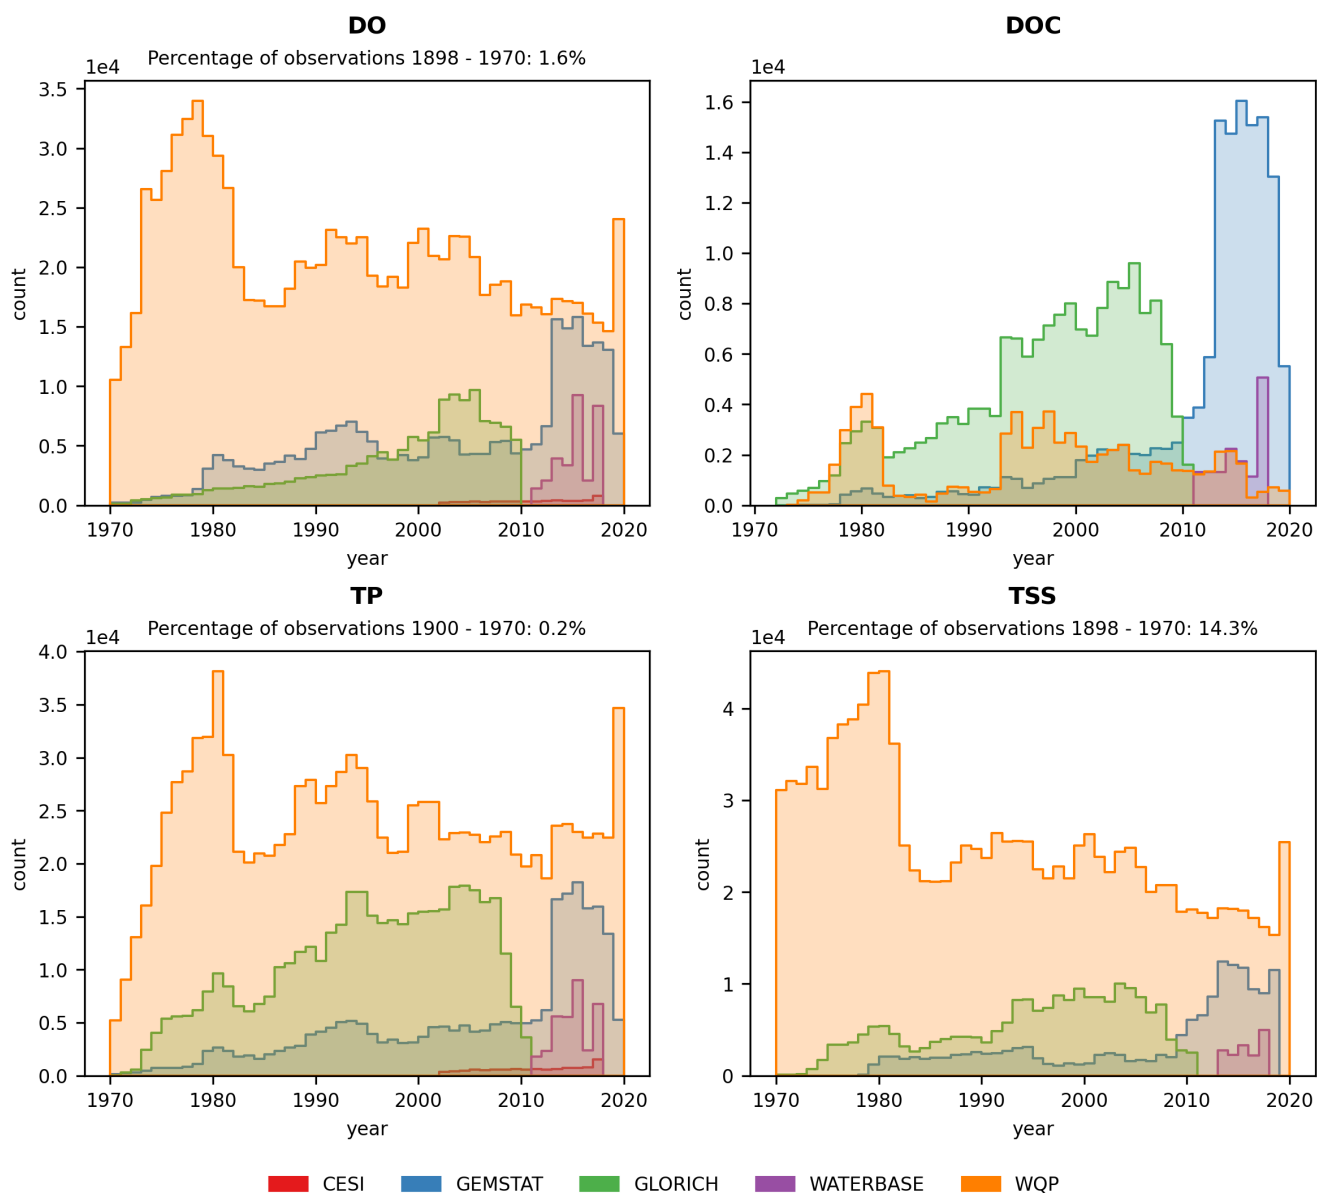 DO
Percentage of observations 1898 - 1970: 1.6%
1e4
3.5
3.0
2.5
2.0
1.5
1.0
0.5
0.0
count
1970 1980 1990 2000 2010 2020
year
DOC
1e4
1.6
1.4
1.2
1.0
0.8
0.6
0.4
0.2
0.0
count
1970 1980 1990 2000 2010 2020
year
TP
Percentage of observations 1900 - 1970: 0.2%
1e4
4.0
3.5
3.0
2.5
2.0
1.5
1.0
0.5
0.0
count
1970 1980 1990 2000 2010 2020
year
TSS
Percentage of observations 1898 - 1970: 14.3%
1e4
4
3
2
1
0
count
1970 1980 1990 2000 2010 2020
year
CESI GEMSTAT GLORICH WATERBASE WQP